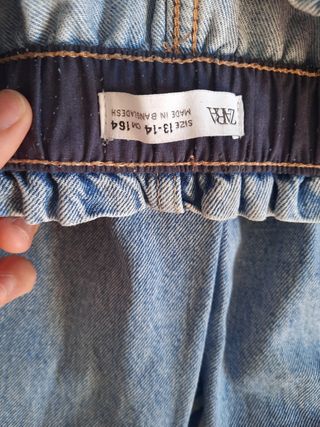 ZARA
SIZE 13-14 CM 164
MADE IN BANGLADESH